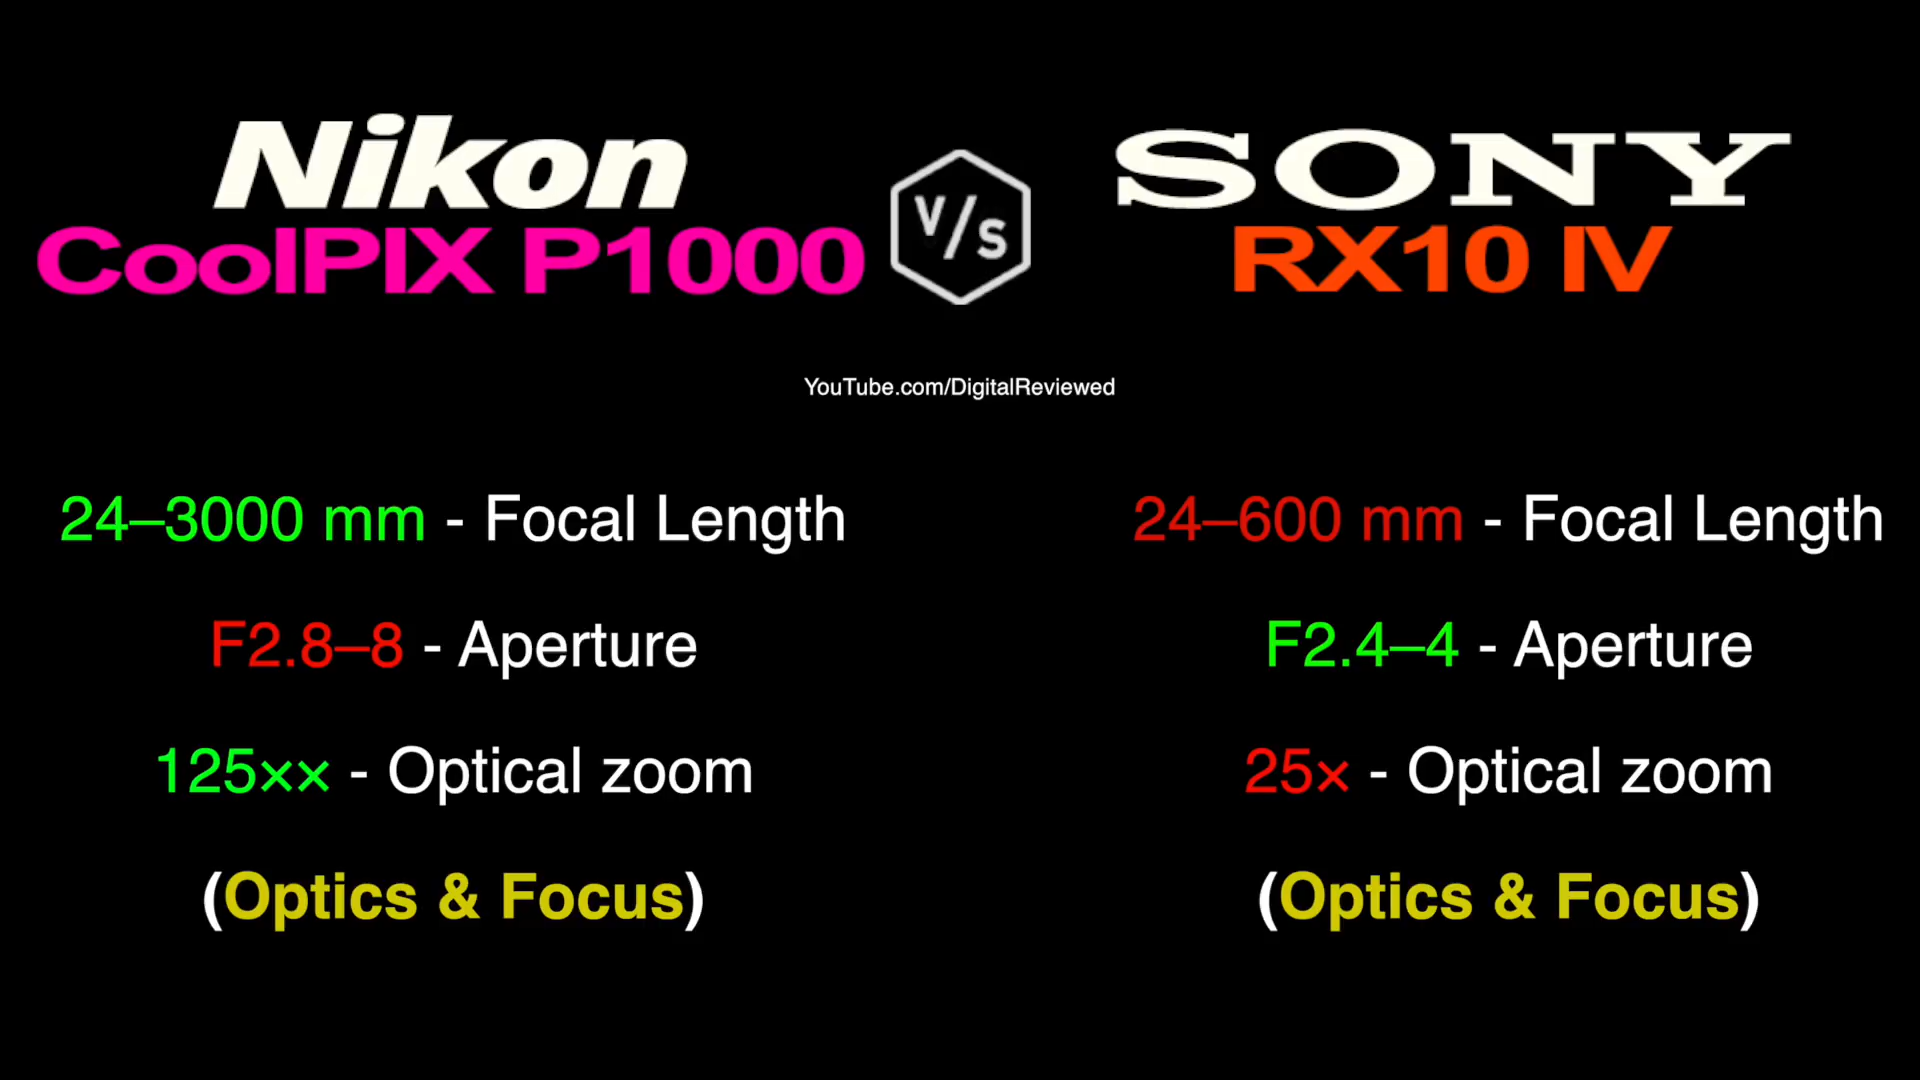 Nikon
CoolPIX P1000
V/S
SONY
RX10 IV
YouTube.com/DigitalReviewed
24–3000 mm - Focal Length
F2.8–8 - Aperture
125×× - Optical zoom
(Optics & Focus)
24–600 mm - Focal Length
F2.4–4 - Aperture
25× - Optical zoom
(Optics & Focus)